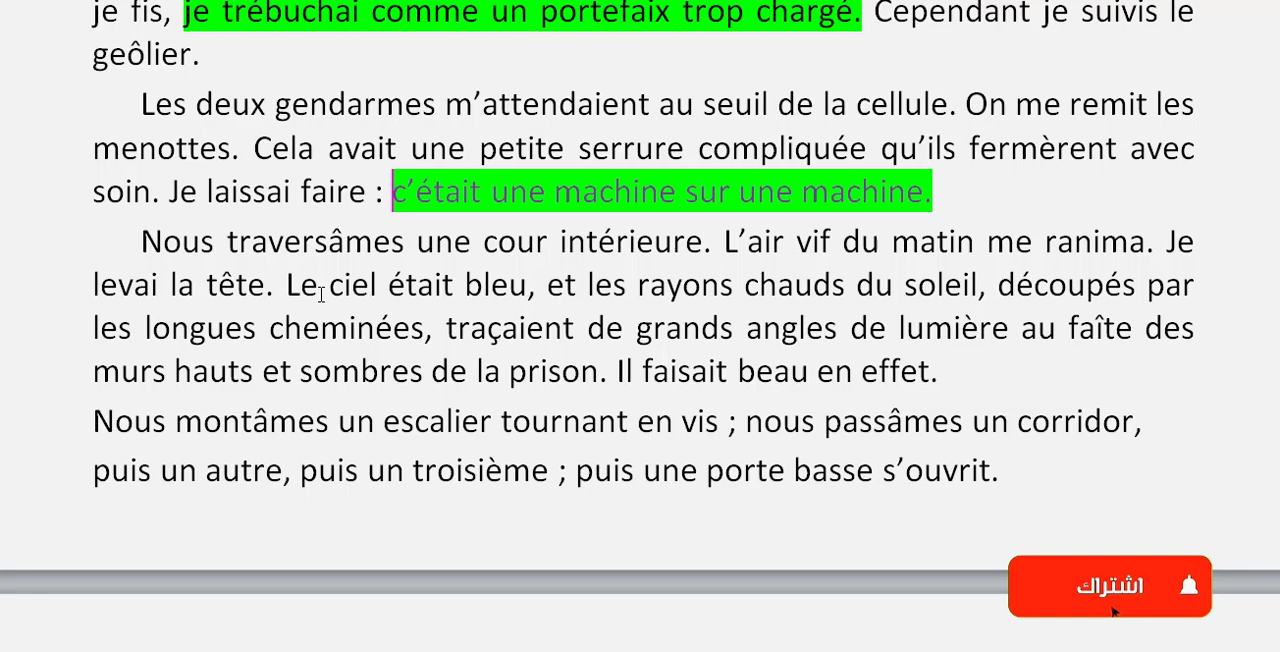 je fis, je trébuchai comme un portefaix trop chargé. Cependant je suivis le
geôlier.
Les deux gendarmes m’attendaient au seuil de la cellule. On me remit les
menottes. Cela avait une petite serrure compliquée qu’ils fermèrent avec
soin. Je laissai faire : c’était une machine sur une machine.
Nous traversâmes une cour intérieure. L’air vif du matin me ranima. Je
levai la tête. Le ciel était bleu, et les rayons chauds du soleil, découpés par
les longues cheminées, traçaient de grands angles de lumière au faîte des
murs hauts et sombres de la prison. Il faisait beau en effet.
Nous montâmes un escalier tournant en vis ; nous passâmes un corridor,
puis un autre, puis un troisième ; puis une porte basse s’ouvrit.
اشتراك